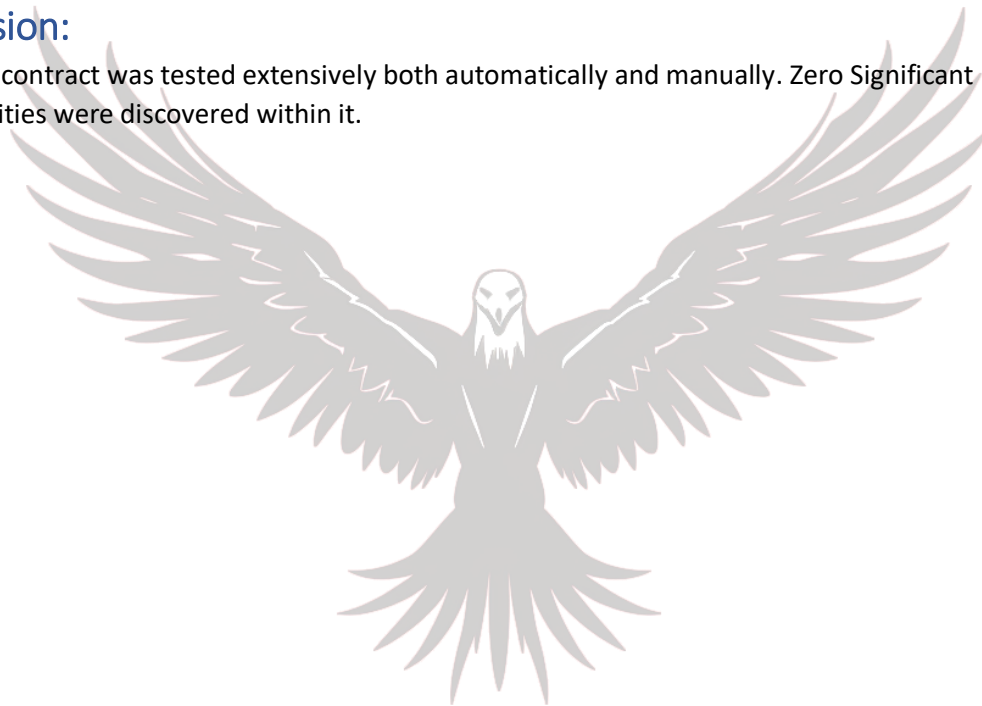 sion:
contract was tested extensively both automatically and manually. Zero Significant
ities were discovered within it.